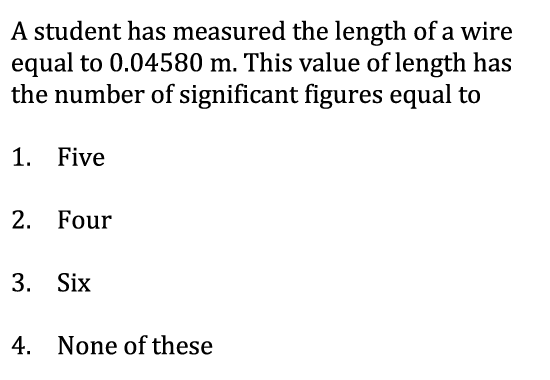 A student has measured the length of a wire
equal to 0.04580 m. This value of length has
the number of significant figures equal to
1. Five
2. Four
3. Six
4. None of these